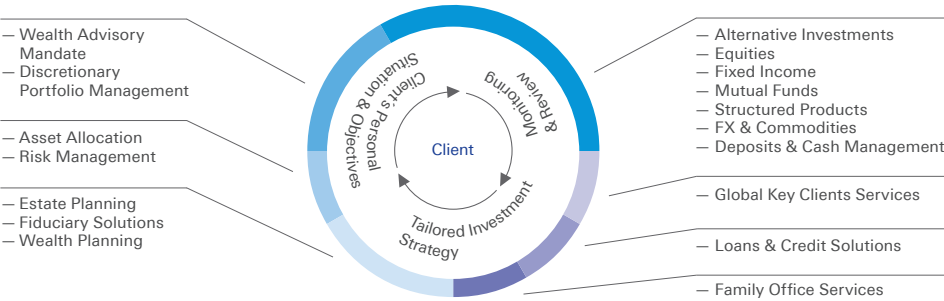 — Wealth Advisory
Mandate
— Discretionary
Portfolio Management
— Asset Allocation
— Risk Management
— Estate Planning
— Fiduciary Solutions
— Wealth Planning
Client's Personal
Situation & Objectives
Monitoring
& Review
Client
Tailored Investment
Strategy
— Alternative Investments
— Equities
— Fixed Income
— Mutual Funds
— Structured Products
— FX & Commodities
— Deposits & Cash Management
— Global Key Clients Services
— Loans & Credit Solutions
— Family Office Services